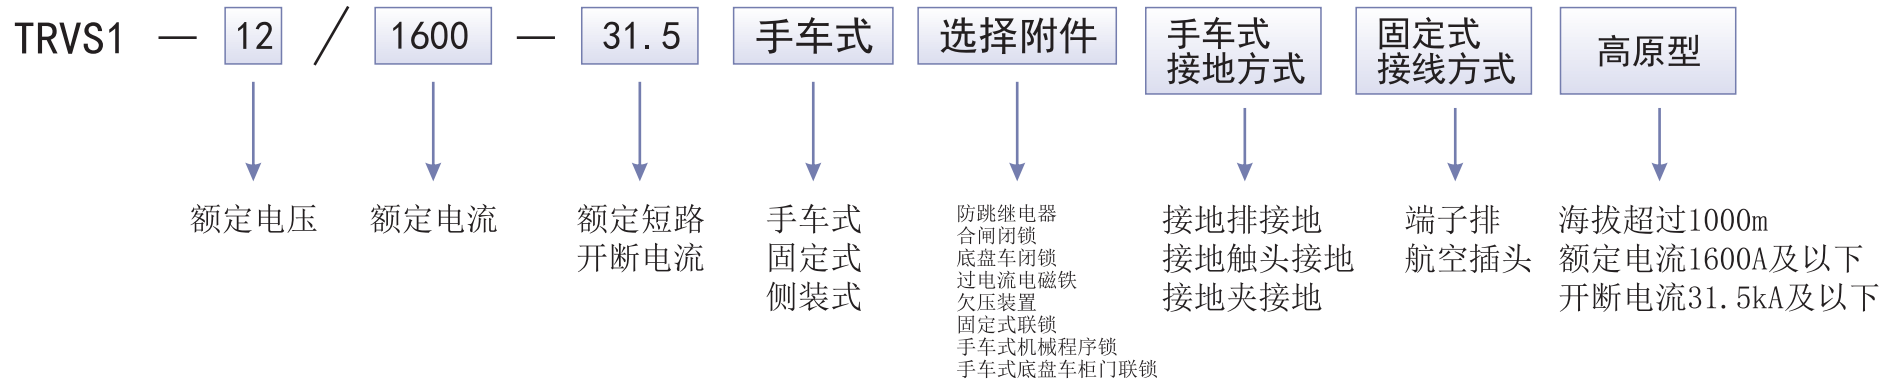 TRVS1 — 12 / 1600 — 31.5 手车式 选择附件 手车式接地方式 固定式接线方式 高原型
额定电压
额定电流
额定短路
开断电流
手车式
固定式
侧装式
防跳继电器
合闸闭锁
底盘车闭锁
过电流电磁铁
欠压装置
固定式联锁
手车式机械程序锁
手车式底盘车柜门联锁
接地排接地
接地触头接地
接地夹接地
端子排
航空插头
海拔超过1000m
额定电流1600A及以下
开断电流31.5kA及以下